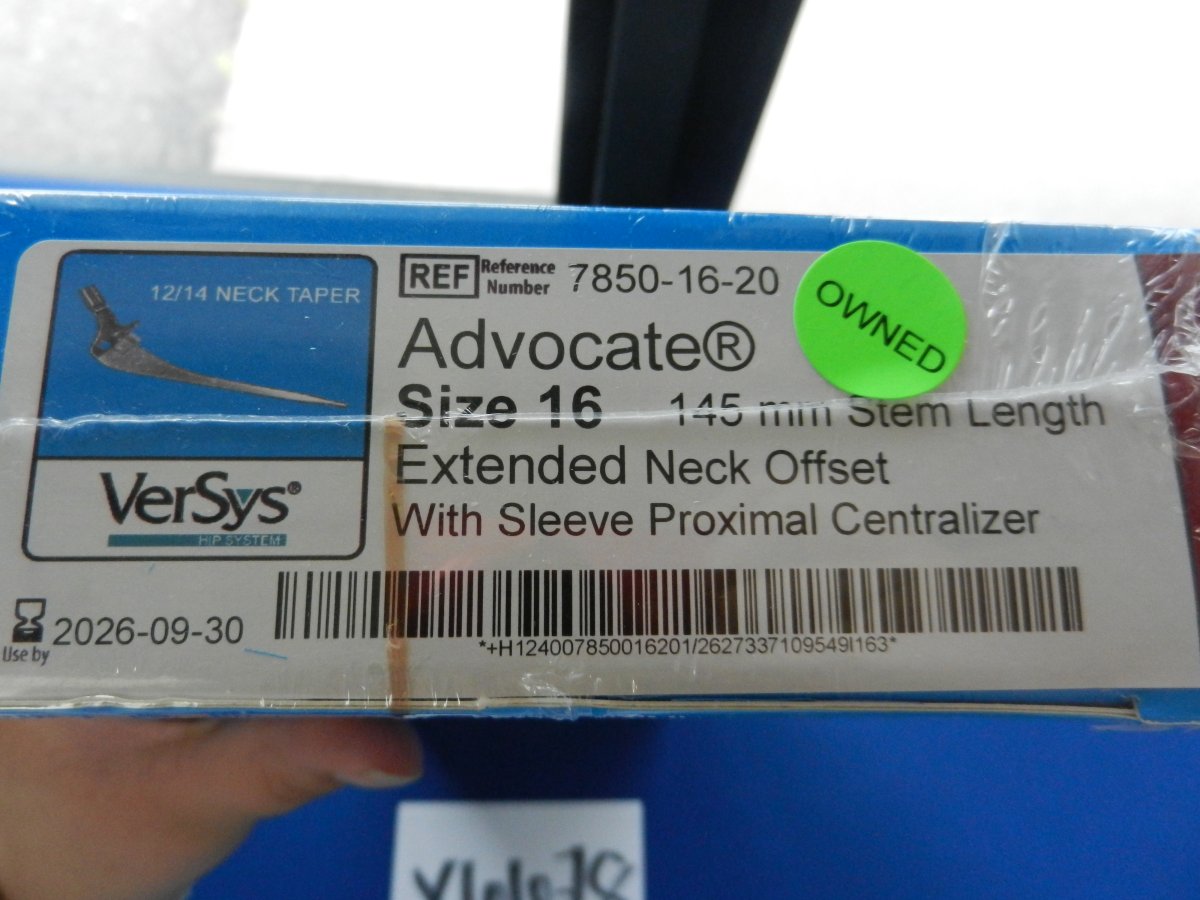 12/14 NECK TAPER
VerSys®
HIP SYSTEM
REF Reference Number 7850-16-20
Advocate®
Size 16 145 mm Stem Length
Extended Neck Offset
With Sleeve Proximal Centralizer
OWNED
2026-09-30
Use by
*+H124007850016201/2627337109549I163*